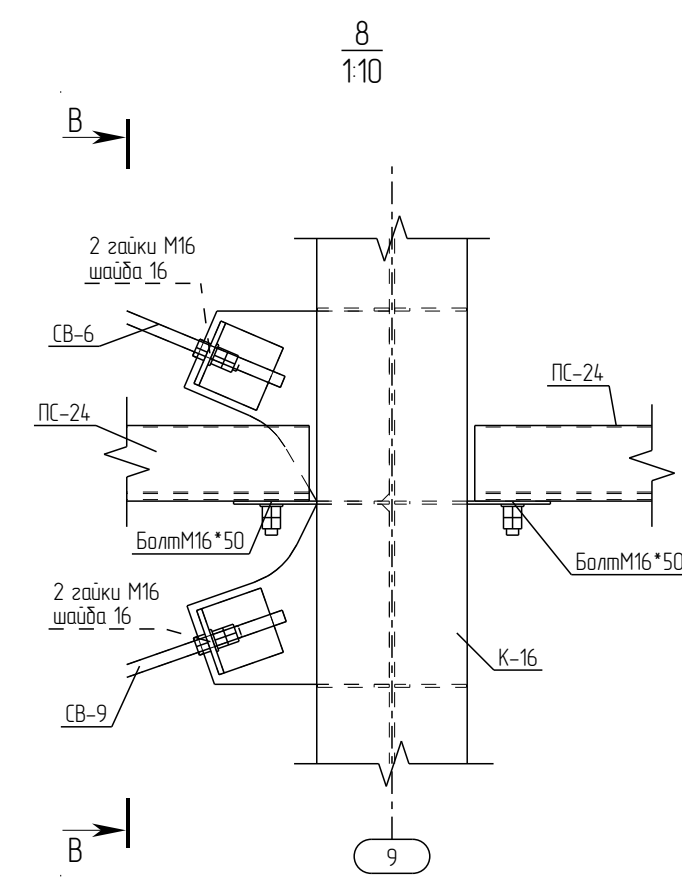 8
1:10
В
2 гайки М16
шайба 16
СВ-6
ПС-24
ПС-24
БолтМ16*50
БолтМ16*50
2 гайки М16
шайба 16
К-16
СВ-9
В
9